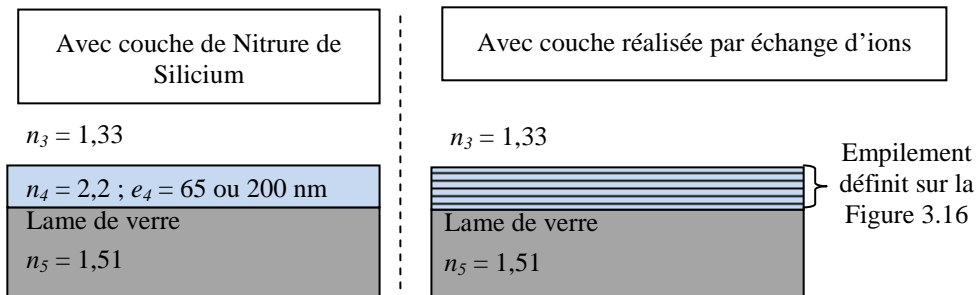 Avec couche de Nitrure de
Silicium
n3 = 1,33
n4 = 2,2 ; e4 = 65 ou 200 nm
Lame de verre
n5 = 1,51
Avec couche réalisée par échange d’ions
n3 = 1,33
Lame de verre
n5 = 1,51
Empilement
définit sur la
Figure 3.16